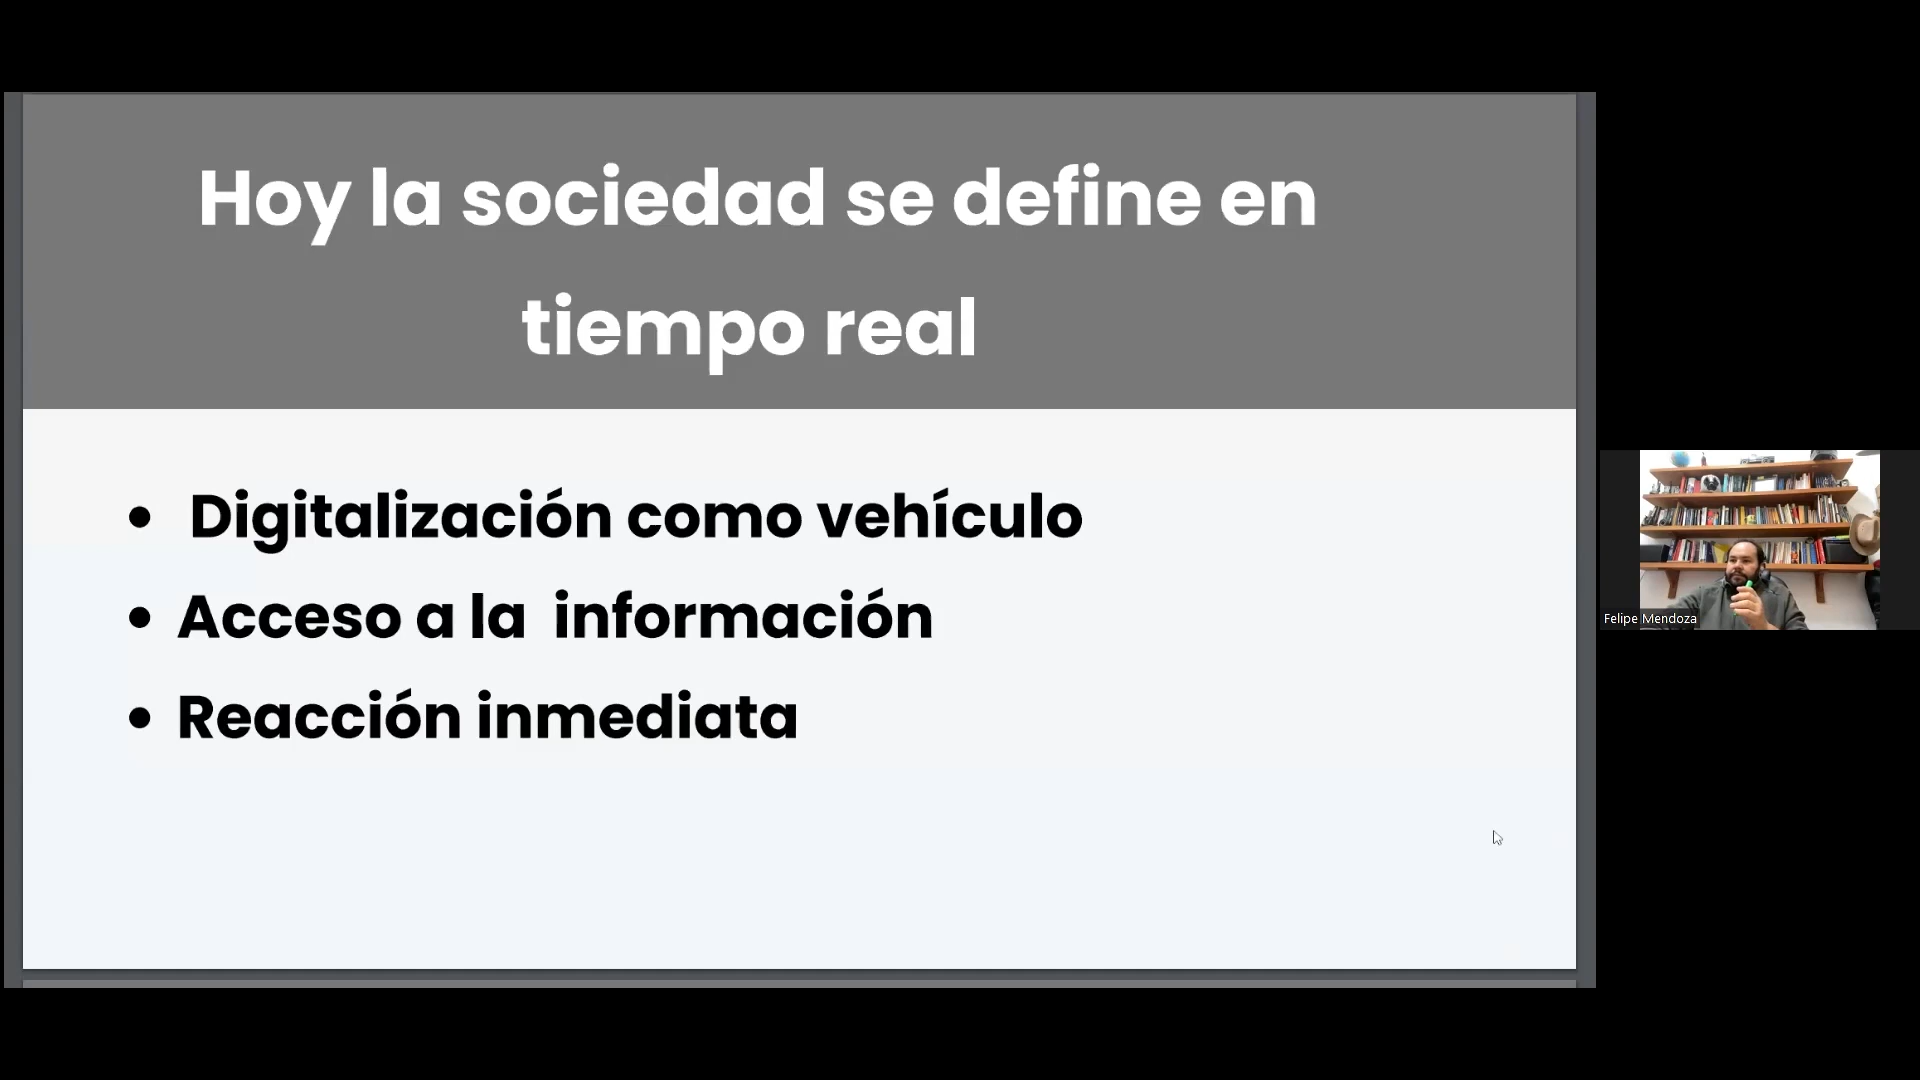 Hoy la sociedad se define en
tiempo real
• Digitalización como vehículo
• Acceso a la información
• Reacción inmediata
Felipe Mendoza